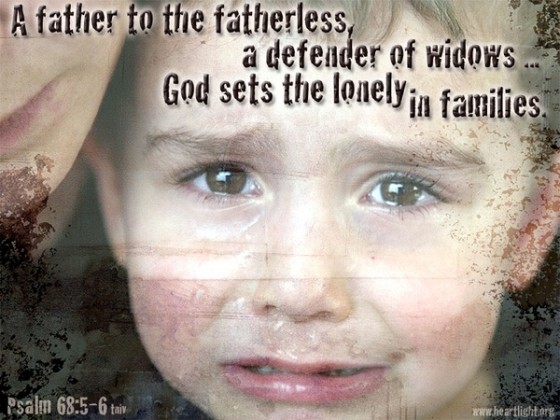 A father to the fatherless,
a defender of widows ...
God sets the lonely in families.
Psalm 68:5-6 tniv
www.heartlight.org